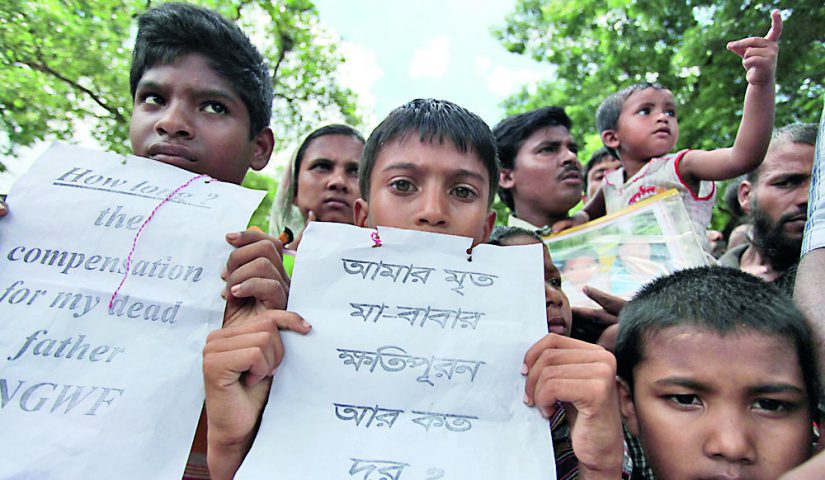 How long ?
the
compensation
for my dead
father
NGWF
আমার মৃত
মা-বাবার
ক্ষতিপূরন
আর কত
দূর ?